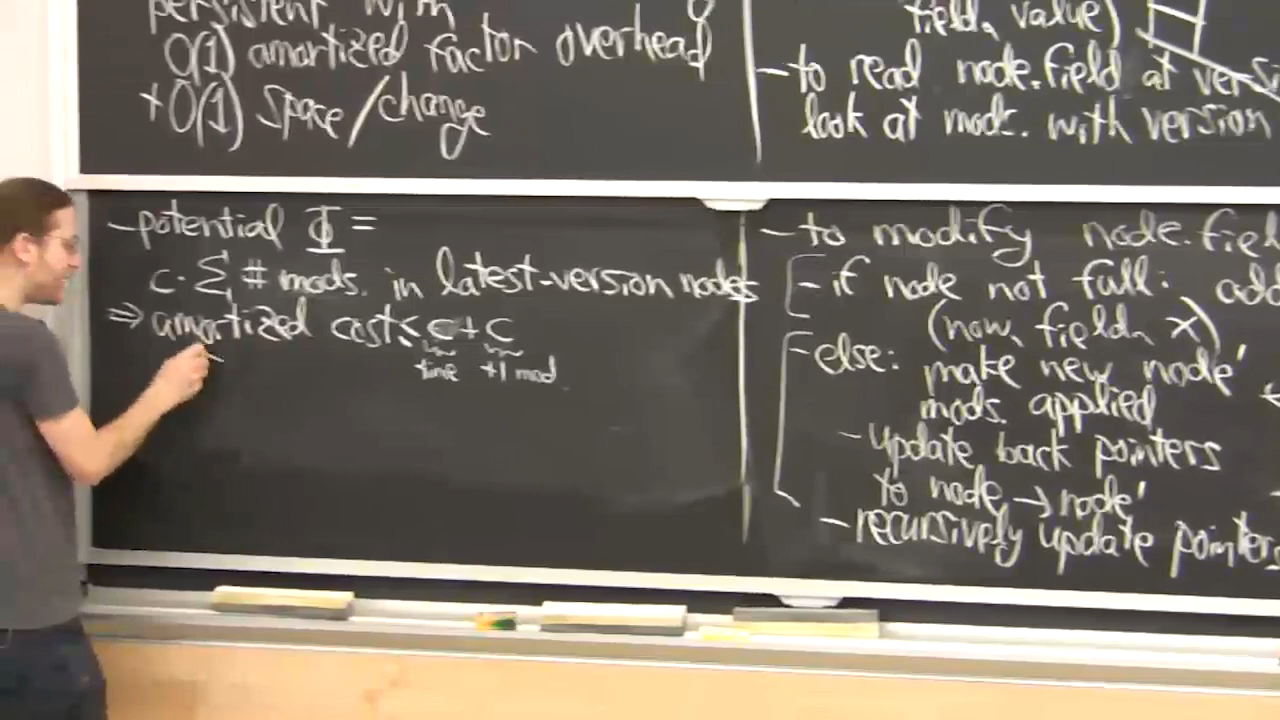 persistent with
O(1) amortized factor overhead
+ O(1) space/change
- potential Φ =
c · Σ # mods. in latest-version nodes
⇒ amortized cost ≤ c + c
time +1 mod.
field, value)
- to read node.field at versi
look at mods. with version
- to modify node.fiel
- if node not full: add
(now, field, x)
- else: make new node'
mods. applied
- update back pointers
to node → node'
- recursively update pointers